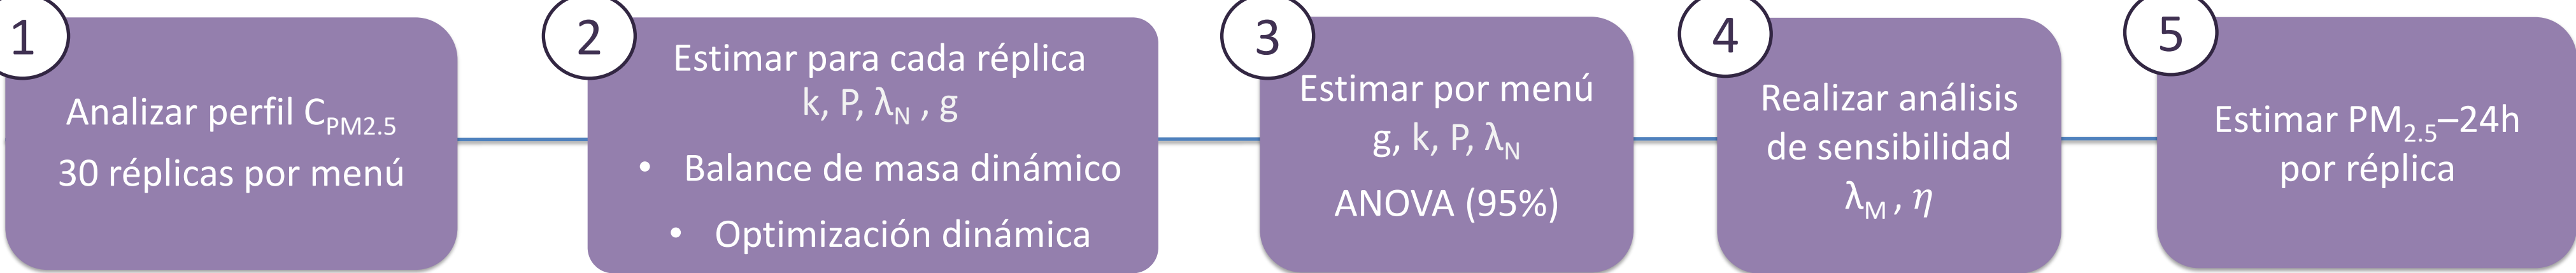 1
Analizar perfil C_PM2.5
30 réplicas por menú
2
Estimar para cada réplica
k, P, λ_N , g
• Balance de masa dinámico
• Optimización dinámica
3
Estimar por menú
g, k, P, λ_N
ANOVA (95%)
4
Realizar análisis
de sensibilidad
λ_M , η
5
Estimar PM_2.5–24h
por réplica